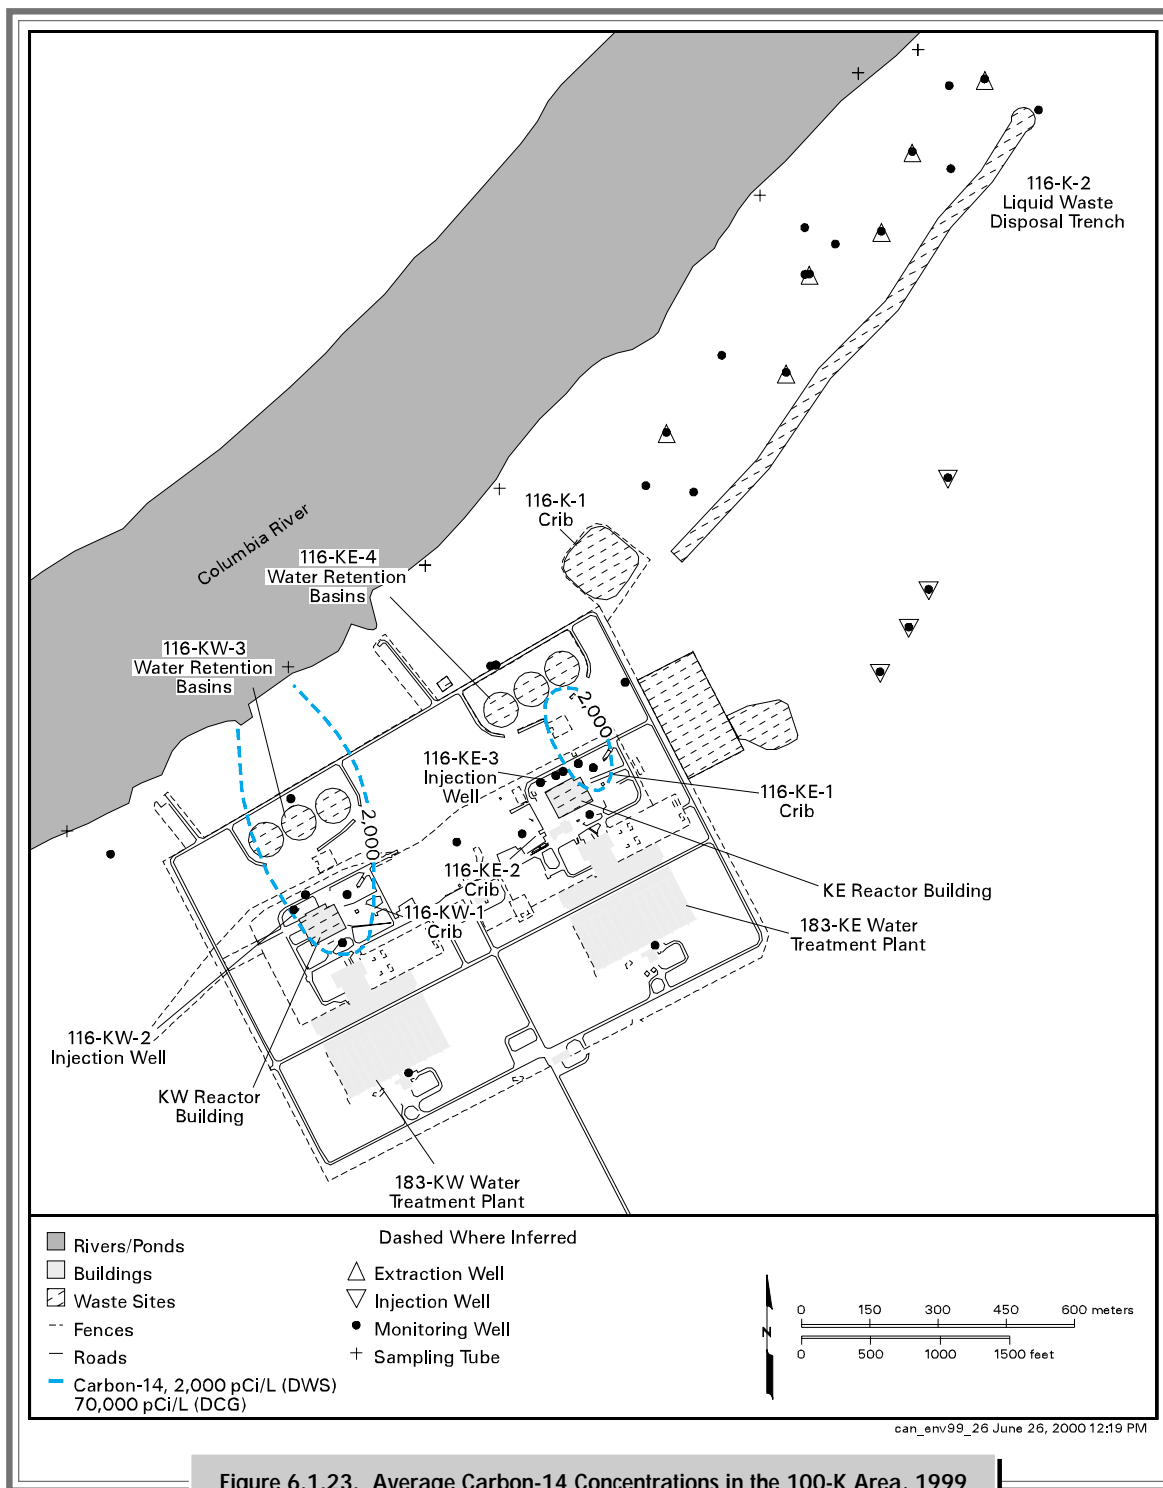 116-K-2
Liquid Waste
Disposal Trench
116-K-1
Crib
Columbia River
116-KE-4
Water Retention
Basins
116-KW-3
Water Retention
Basins
2,000
116-KE-3
Injection
Well
116-KE-1
Crib
2,000
116-KE-2
Crib
KE Reactor Building
116-KW-1
Crib
183-KE Water
Treatment Plant
116-KW-2
Injection Well
KW Reactor
Building
183-KW Water
Treatment Plant
Rivers/Ponds
Buildings
Waste Sites
Fences
Roads
Carbon-14, 2,000 pCi/L (DWS)
70,000 pCi/L (DCG)
Dashed Where Inferred
Extraction Well
Injection Well
Monitoring Well
Sampling Tube
N
0 150 300 450 600 meters
0 500 1000 1500 feet
can_env99_26 June 26, 2000 12:19 PM
Figure 6.1.23. Average Carbon-14 Concentrations in the 100-K Area, 1999